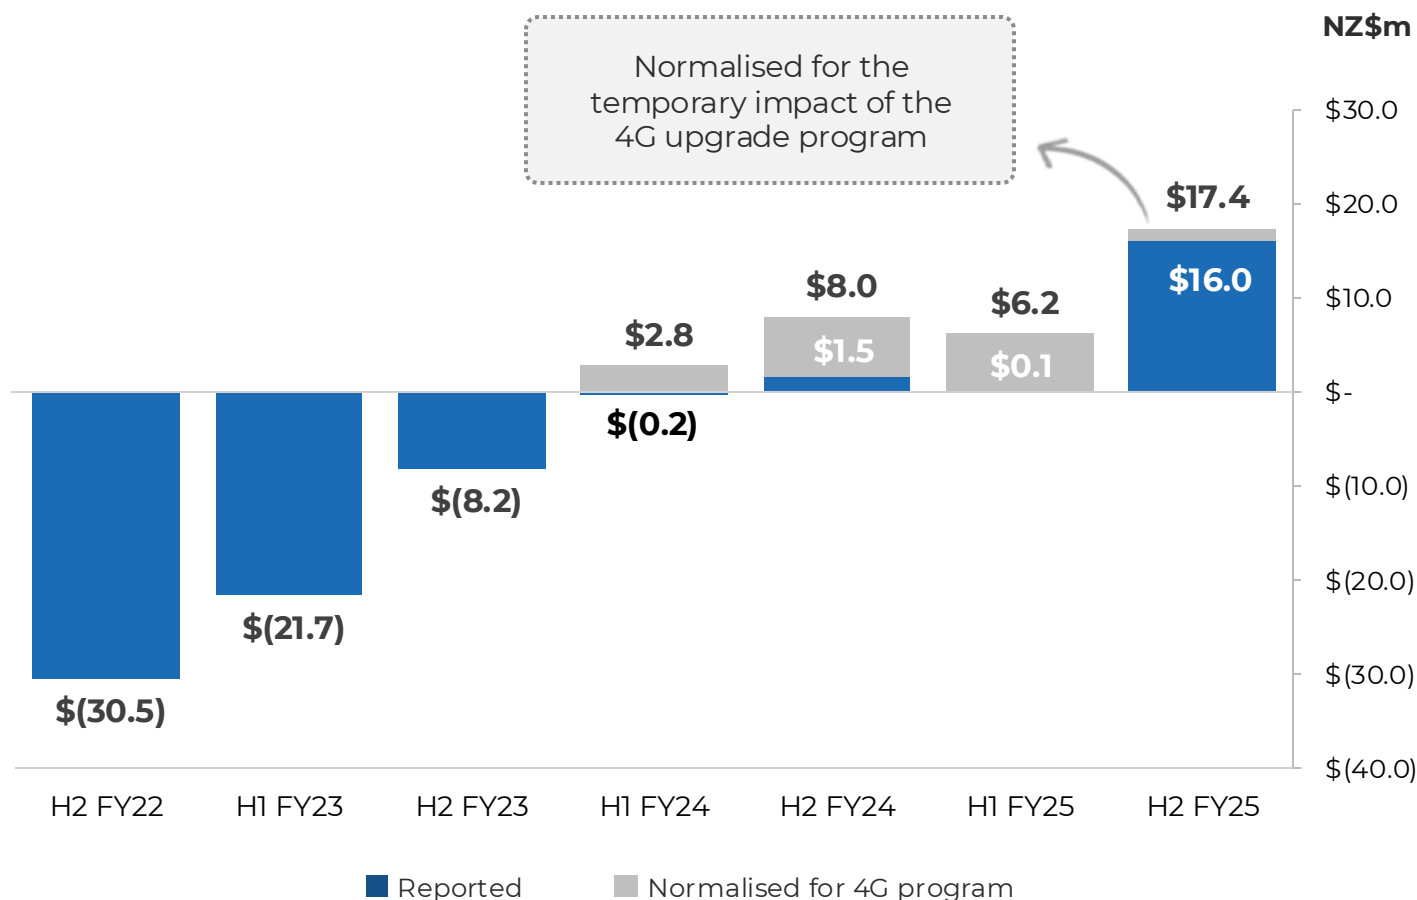 NZ$m
Normalised for the
temporary impact of the
4G upgrade program
$30.0
$20.0
$10.0
$-
$(10.0)
$(20.0)
$(30.0)
$(40.0)
$(30.5)
$(21.7)
$(8.2)
$2.8
$(0.2)
$8.0
$1.5
$6.2
$0.1
$17.4
$16.0
H2 FY22
H1 FY23
H2 FY23
H1 FY24
H2 FY24
H1 FY25
H2 FY25
Reported
Normalised for 4G program